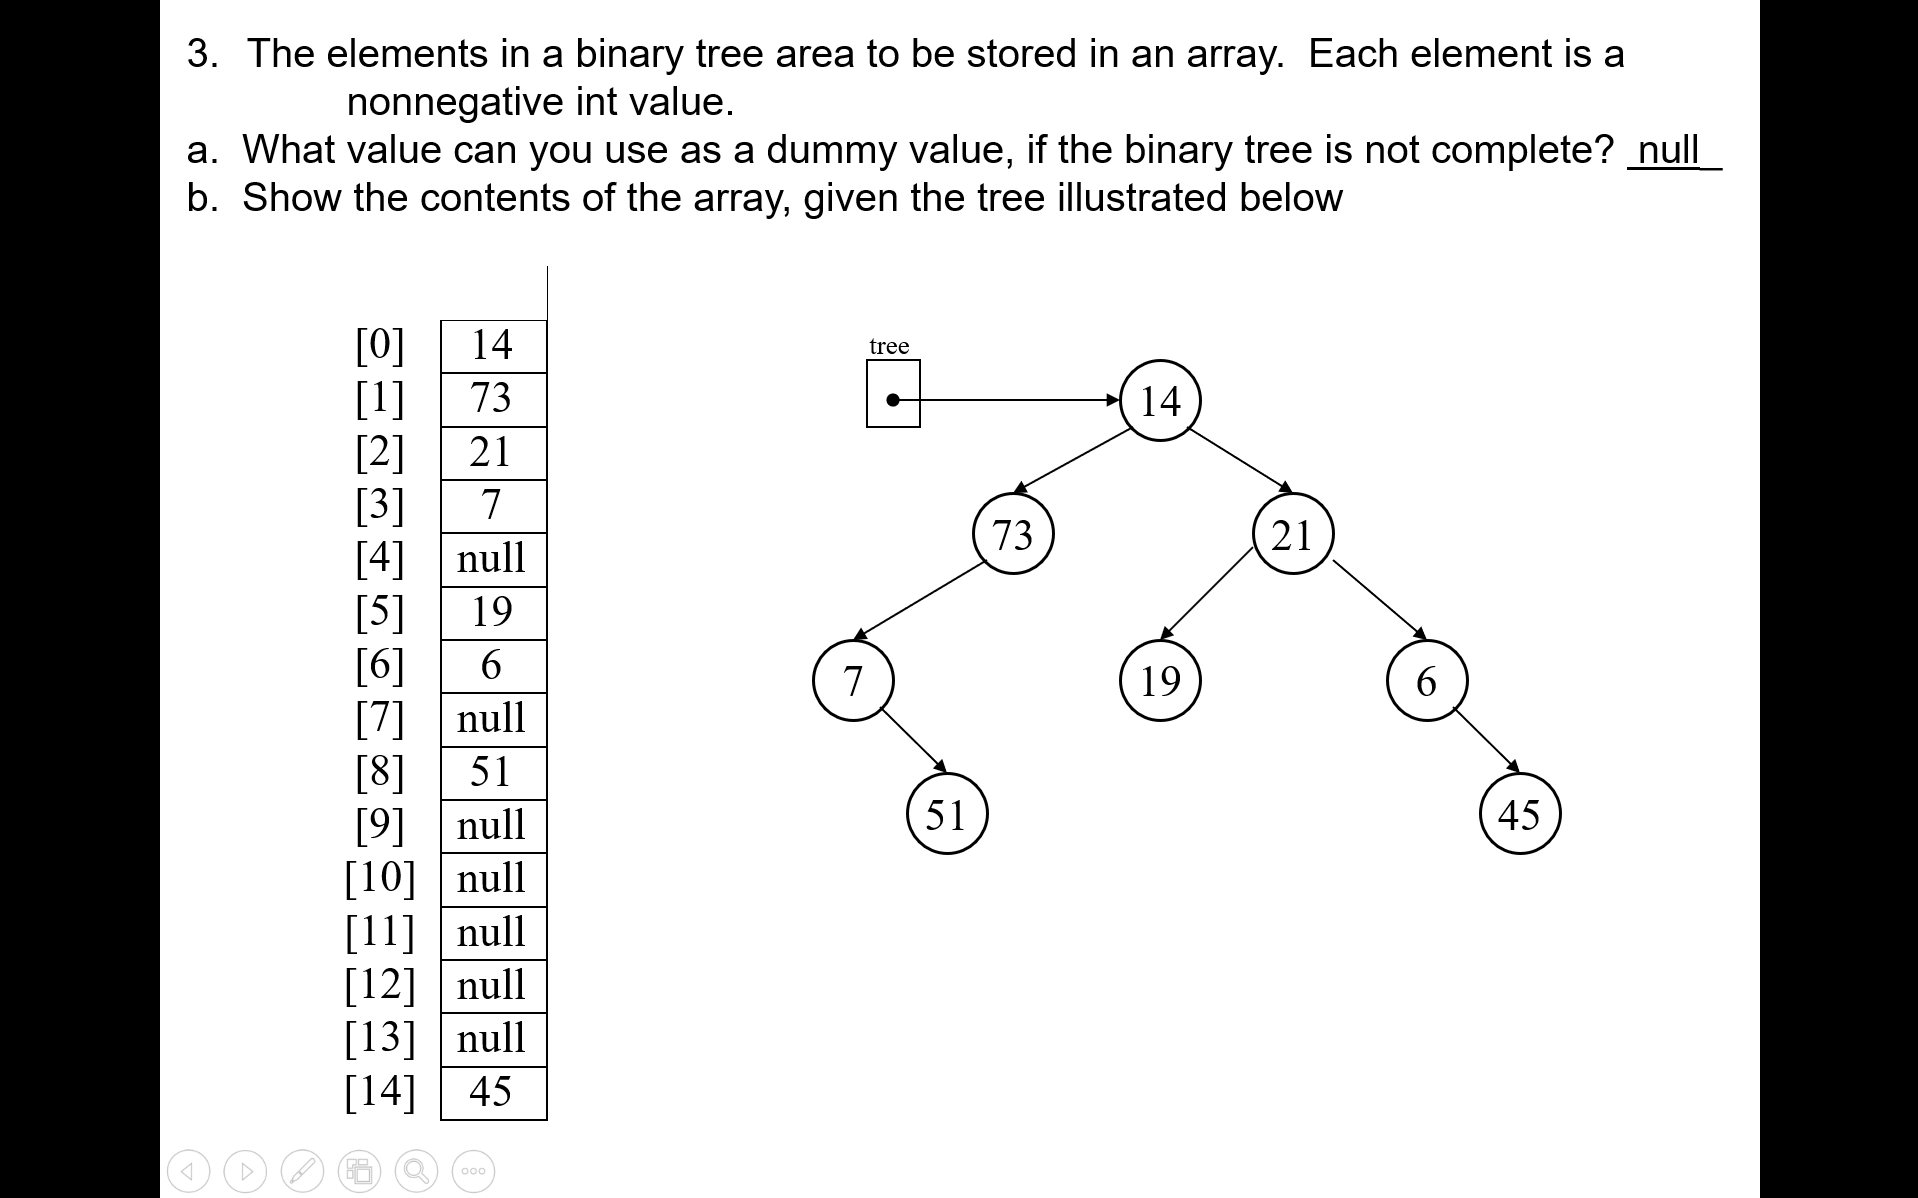 3. The elements in a binary tree area to be stored in an array. Each element is a
nonnegative int value.
a. What value can you use as a dummy value, if the binary tree is not complete? _null_
b. Show the contents of the array, given the tree illustrated below
[0] 14
[1] 73
[2] 21
[3] 7
[4] null
[5] 19
[6] 6
[7] null
[8] 51
[9] null
[10] null
[11] null
[12] null
[13] null
[14] 45
tree
14
73 21
7 19 6
51 45